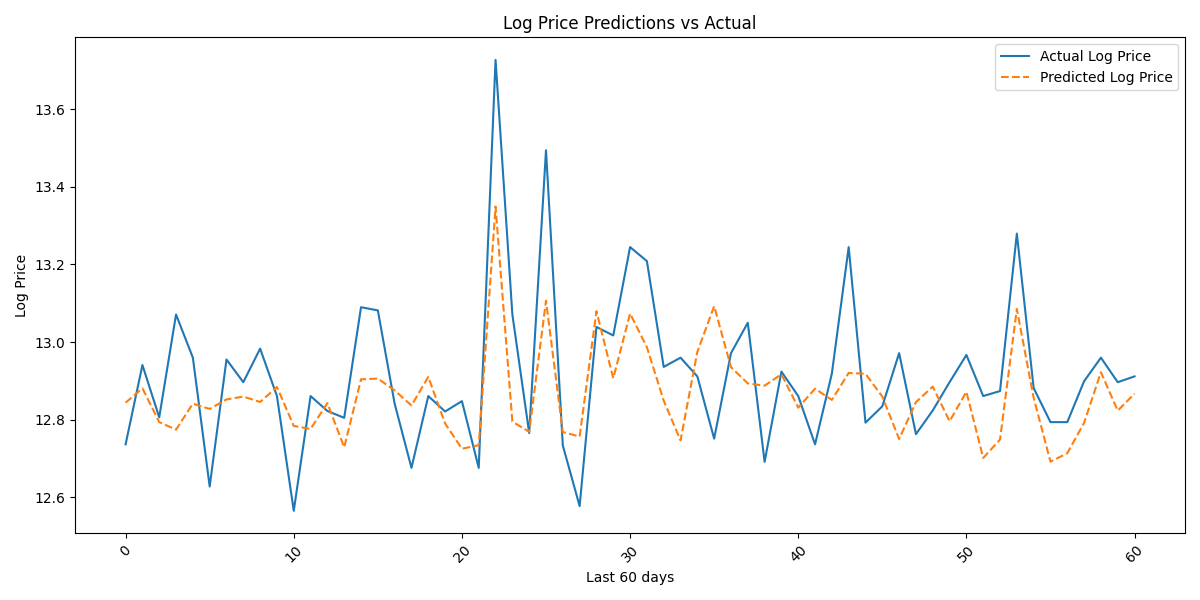 Log Price Predictions vs Actual
Actual Log Price
Predicted Log Price
Log Price
13.6
13.4
13.2
13.0
12.8
12.6
0
10
20
30
40
50
60
Last 60 days